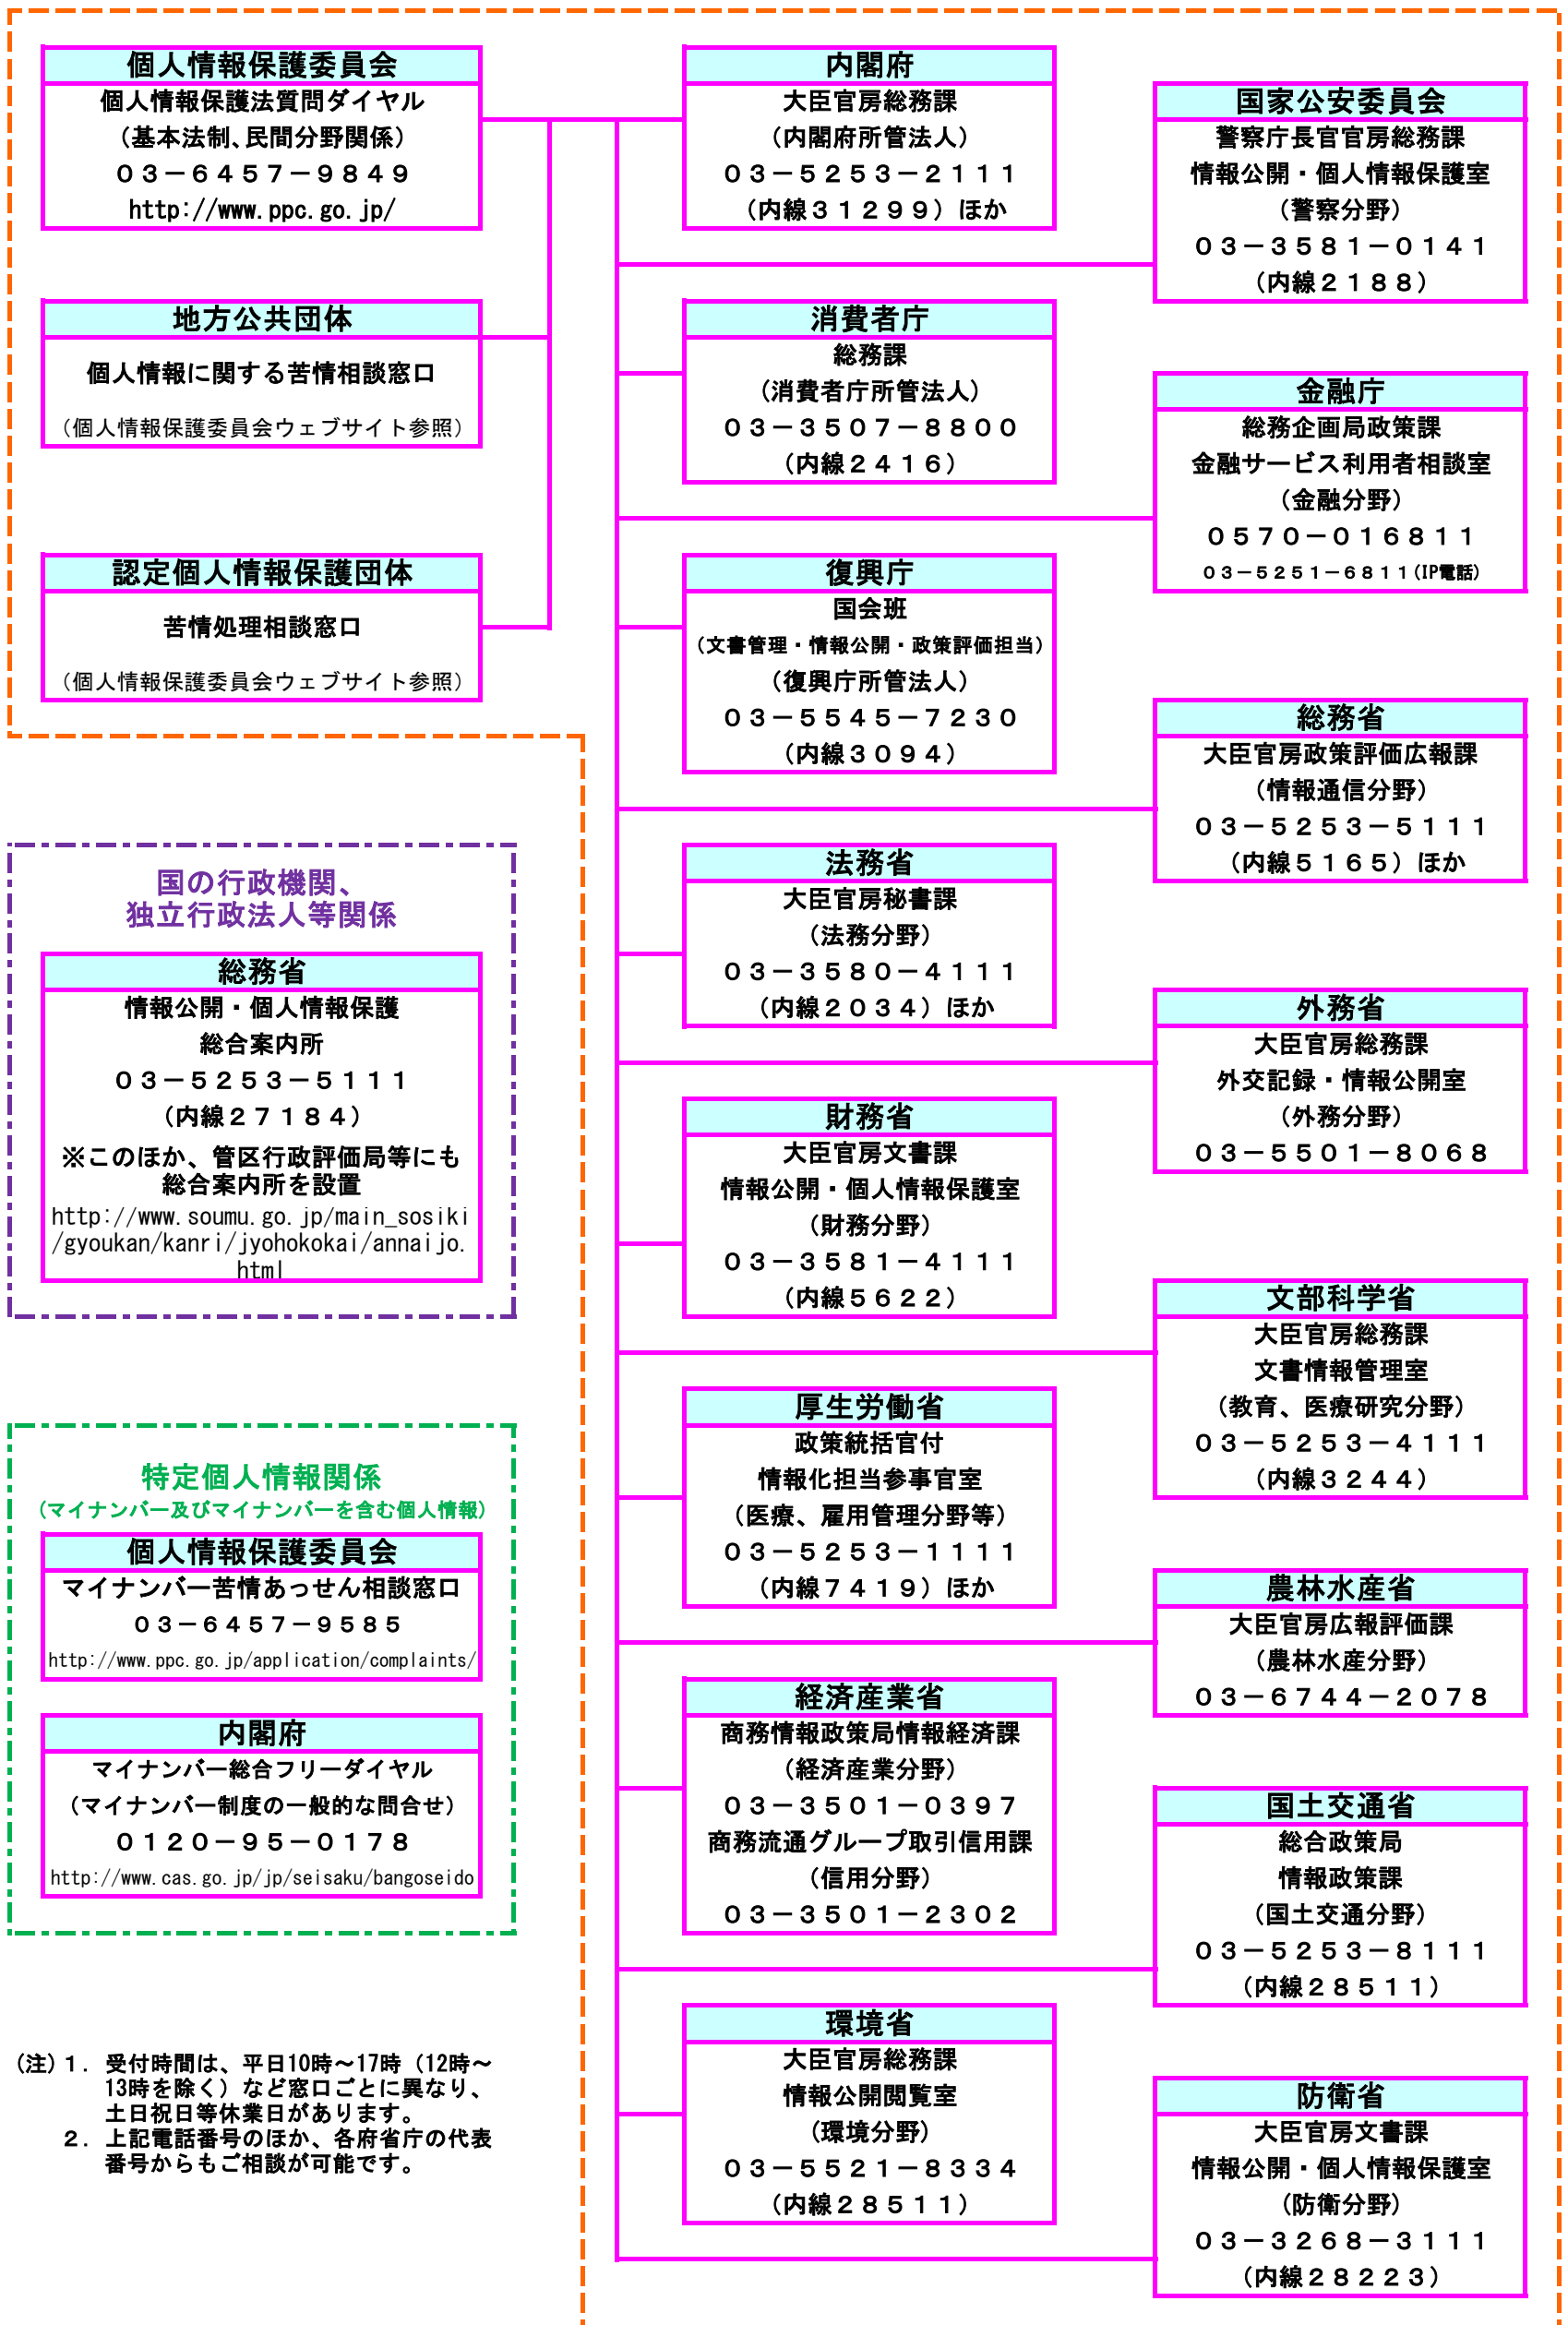 個人情報保護委員会
個人情報保護法質問ダイヤル
（基本法制、民間分野関係）
０３－６４５７－９８４９
http://www.ppc.go.jp/
地方公共団体
個人情報に関する苦情相談窓口
（個人情報保護委員会ウェブサイト参照）
認定個人情報保護団体
苦情処理相談窓口
（個人情報保護委員会ウェブサイト参照）
国の行政機関、
独立行政法人等関係
総務省
情報公開・個人情報保護
総合案内所
０３－５２５３－５１１１
（内線２７１８４）
※このほか、管区行政評価局等にも
総合案内所を設置
http://www.soumu.go.jp/main_sosiki
/gyoukan/kanri/jyohokokai/annaijo.
html
特定個人情報関係
（マイナンバー及びマイナンバーを含む個人情報）
個人情報保護委員会
マイナンバー苦情あっせん相談窓口
０３－６４５７－９５８５
http://www.ppc.go.jp/application/complaints/
内閣府
マイナンバー総合フリーダイヤル
（マイナンバー制度の一般的な問合せ）
０１２０－９５－０１７８
http://www.cas.go.jp/jp/seisaku/bangoseido
（注）１．受付時間は、平日10時～17時（12時～
13時を除く）など窓口ごとに異なり、
土日祝日等休業日があります。
２．上記電話番号のほか、各府省庁の代表
番号からもご相談が可能です。
内閣府
大臣官房総務課
（内閣府所管法人）
０３－５２５３－２１１１
（内線３１２９９）ほか
消費者庁
総務課
（消費者庁所管法人）
０３－３５０７－８８００
（内線２４１６）
復興庁
国会班
（文書管理・情報公開・政策評価担当）
（復興庁所管法人）
０３－５５４５－７２３０
（内線３０９４）
法務省
大臣官房秘書課
（法務分野）
０３－３５８０－４１１１
（内線２０３４）ほか
財務省
大臣官房文書課
情報公開・個人情報保護室
（財務分野）
０３－３５８１－４１１１
（内線５６２２）
厚生労働省
政策統括官付
情報化担当参事官室
（医療、雇用管理分野等）
０３－５２５３－１１１１
（内線７４１９）ほか
経済産業省
商務情報政策局情報経済課
（経済産業分野）
０３－３５０１－０３９７
商務流通グループ取引信用課
（信用分野）
０３－３５０１－２３０２
環境省
大臣官房総務課
情報公開閲覧室
（環境分野）
０３－５５２１－８３３４
（内線２８５１１）
国家公安委員会
警察庁長官官房総務課
情報公開・個人情報保護室
（警察分野）
０３－３５８１－０１４１
（内線２１８８）
金融庁
総務企画局政策課
金融サービス利用者相談室
（金融分野）
０５７０－０１６８１１
０３－５２５１－６８１１（IP電話）
総務省
大臣官房政策評価広報課
（情報通信分野）
０３－５２５３－５１１１
（内線５１６５）ほか
外務省
大臣官房総務課
外交記録・情報公開室
（外務分野）
０３－５５０１－８０６８
文部科学省
大臣官房総務課
文書情報管理室
（教育、医療研究分野）
０３－５２５３－４１１１
（内線３２４４）
農林水産省
大臣官房広報評価課
（農林水産分野）
０３－６７４４－２０７８
国土交通省
総合政策局
情報政策課
（国土交通分野）
０３－５２５３－８１１１
（内線２８５１１）
防衛省
大臣官房文書課
情報公開・個人情報保護室
（防衛分野）
０３－３２６８－３１１１
（内線２８２２３）